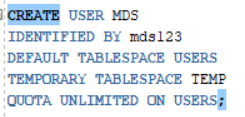 CREATE USER MDS
IDENTIFIED BY mds123
DEFAULT TABLESPACE USERS
TEMPORARY TABLESPACE TEMP
QUOTA UNLIMITED ON USERS;